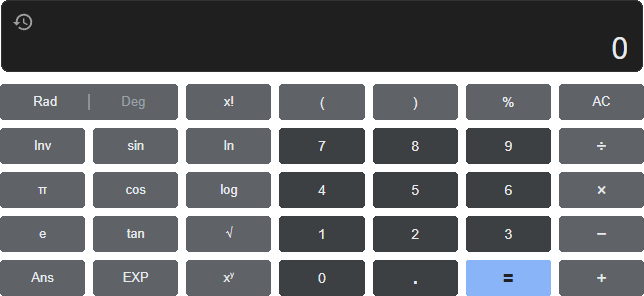 0
Rad | Deg x! ( ) % AC
Inv sin ln 7 8 9 ÷
π cos log 4 5 6 ×
e tan √ 1 2 3 −
Ans EXP xʸ 0 . = +